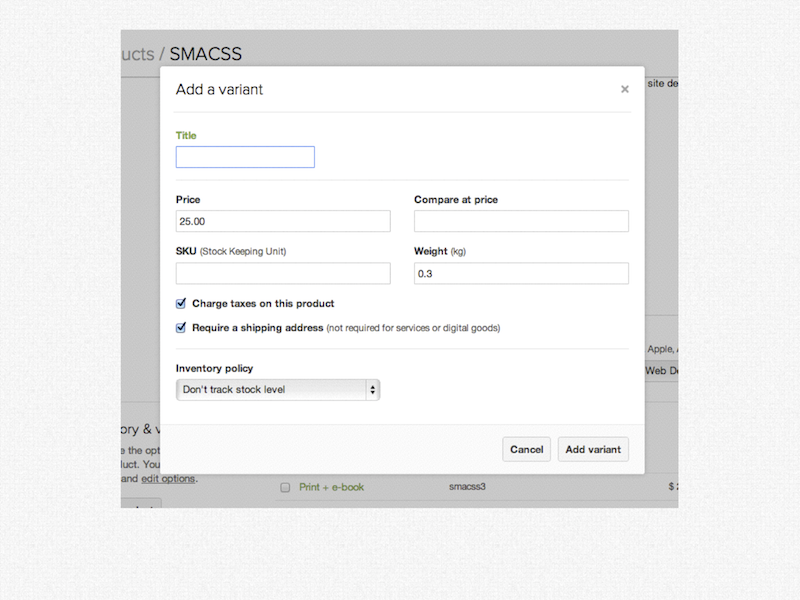 ucts / SMACSS
site de
Add a variant ×
Title
Price
Compare at price
25.00
SKU (Stock Keeping Unit)
Weight (kg)
0.3
Charge taxes on this product
Require a shipping address (not required for services or digital goods)
Inventory policy
Don't track stock level
Apple,
Web De
Cancel
Add variant
ory & v
e the opt
duct. You
and edit options.
Print + e-book
smacss3
$ 2